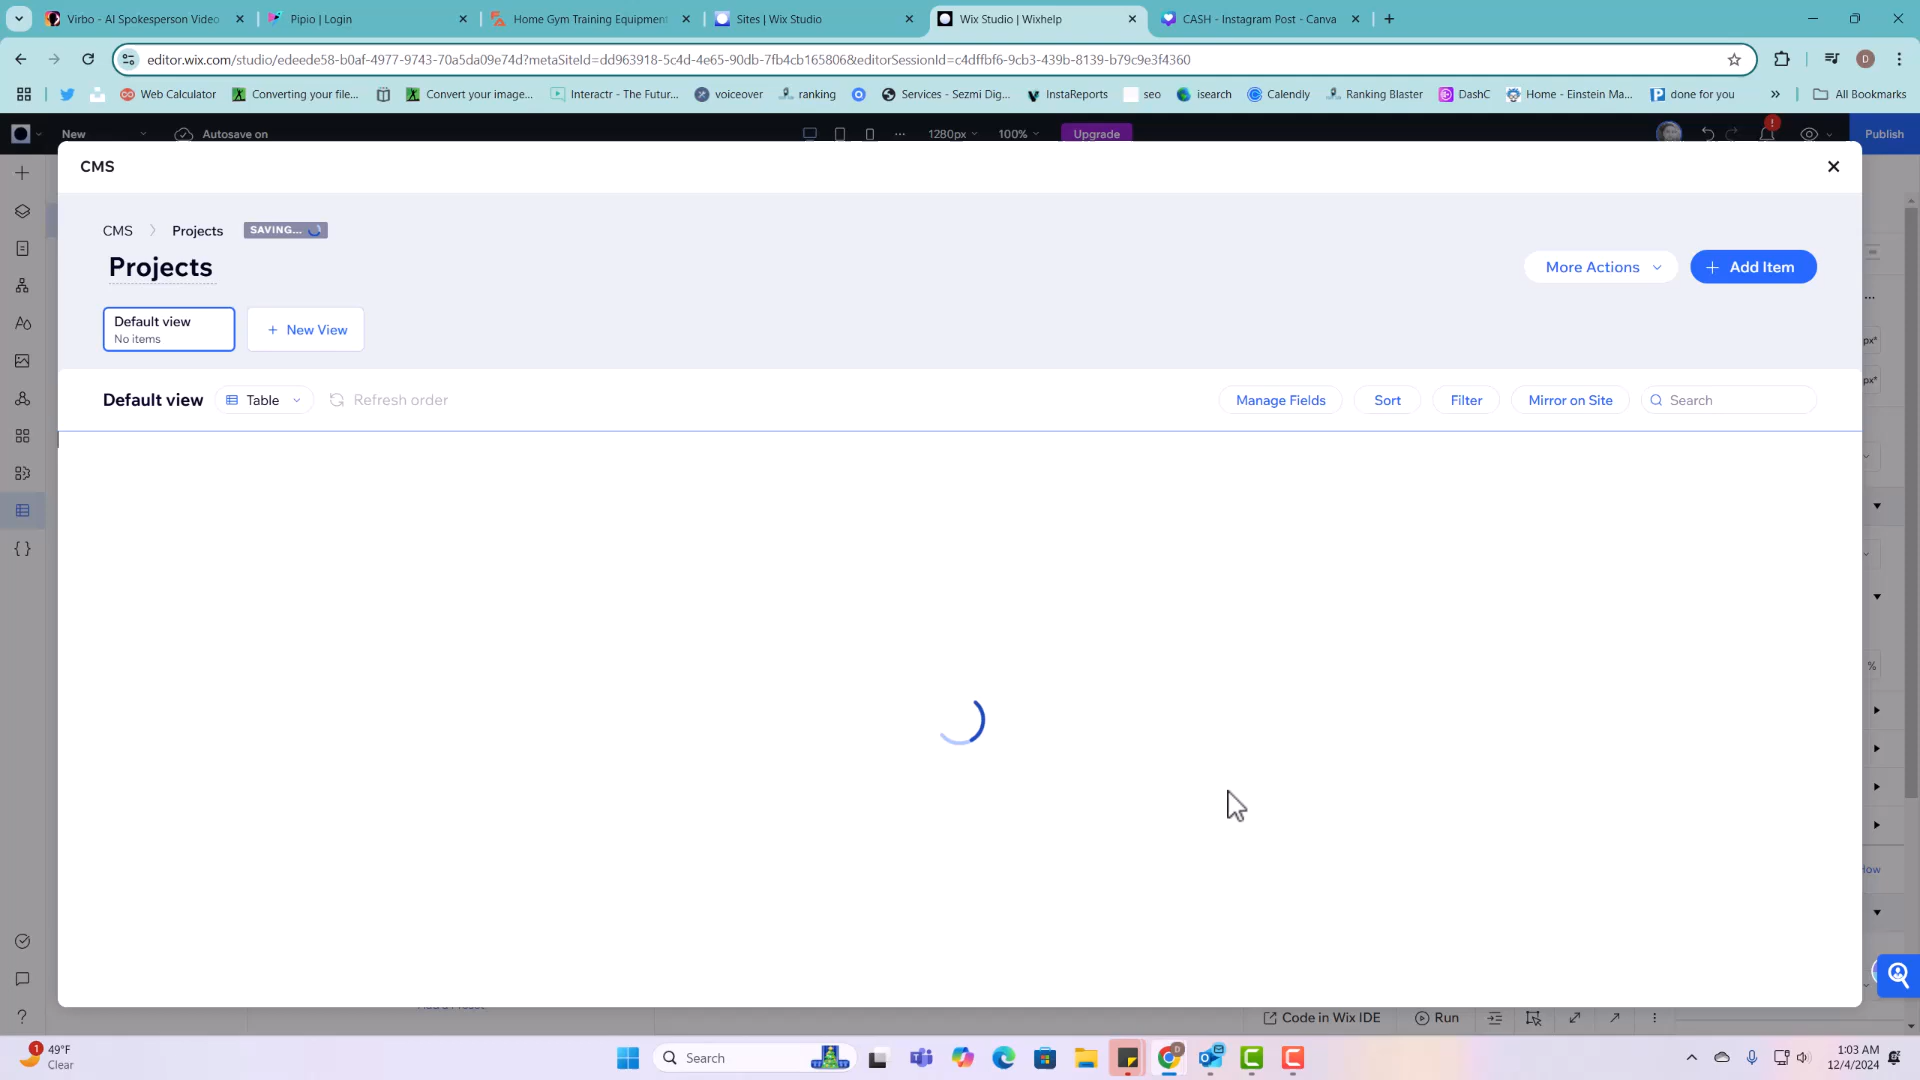 Virbo - AI Spokesperson Video
Pipio | Login
Home Gym Training Equipment
Sites | Wix Studio
Wix Studio | Wixhelp
CASH - Instagram Post - Canva
editor.wix.com/studio/edeede58-b0af-4977-9743-70a5da09e74d?metaSiteId=dd963918-5c4d-4e65-90db-7fb4cb165806&editorSessionId=c4dffbf6-9cb3-439b-8139-b79c9e3f4360
D
Web Calculator
Converting your file...
Convert your image...
Interactr - The Futur...
voiceover
ranking
Services - Sezmi Dig...
InstaReports
seo
isearch
Calendly
Ranking Blaster
DashC
Home - Einstein Ma...
done for you
All Bookmarks
New
Autosave on
1280px
100%
Upgrade
Publish
CMS
CMS > Projects SAVING...
Projects
More Actions
+ Add Item
Default view
No items
+ New View
Default view
Table
Refresh order
Manage Fields
Sort
Filter
Mirror on Site
Search
px*
px*
%
Code in Wix IDE
Run
1
49°F
Clear
Search
1:03 AM
12/4/2024